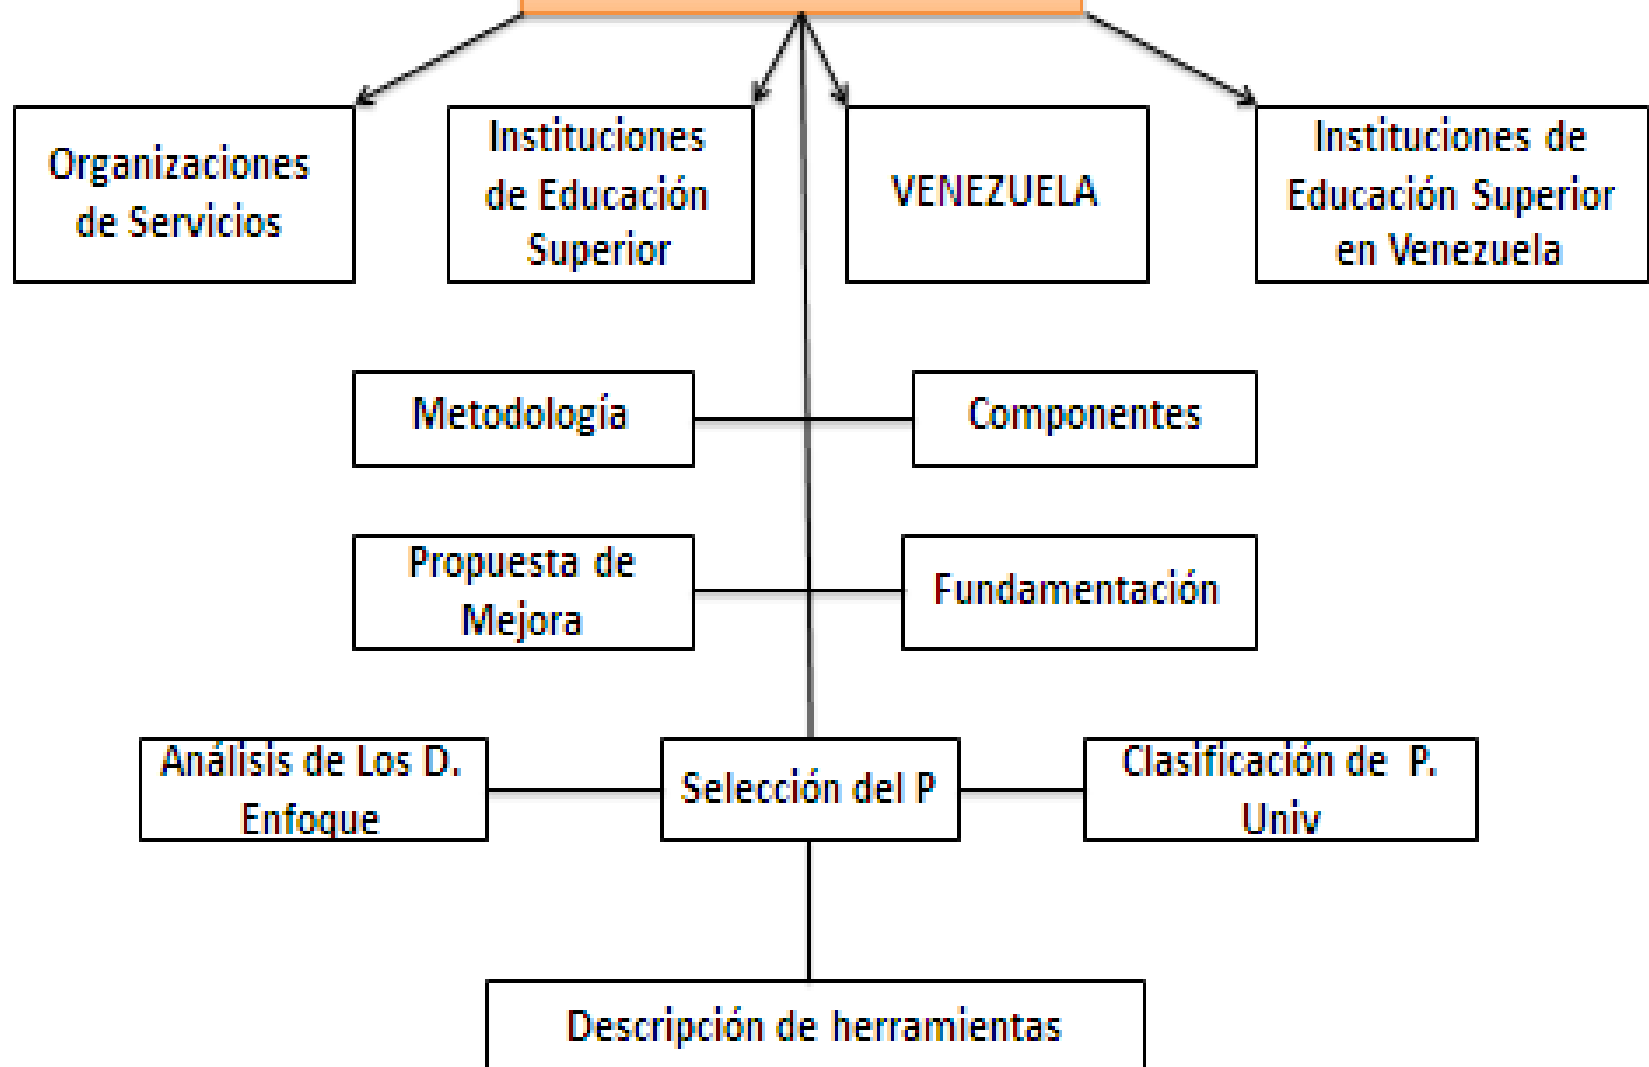 Organizaciones
de Servicios
Instituciones
de Educación
Superior
VENEZUELA
Instituciones de
Educación Superior
en Venezuela
Metodología
Componentes
Propuesta de
Mejora
Fundamentación
Análisis de Los D.
Enfoque
Selección del P
Clasificación de P.
Univ
Descripción de herramientas